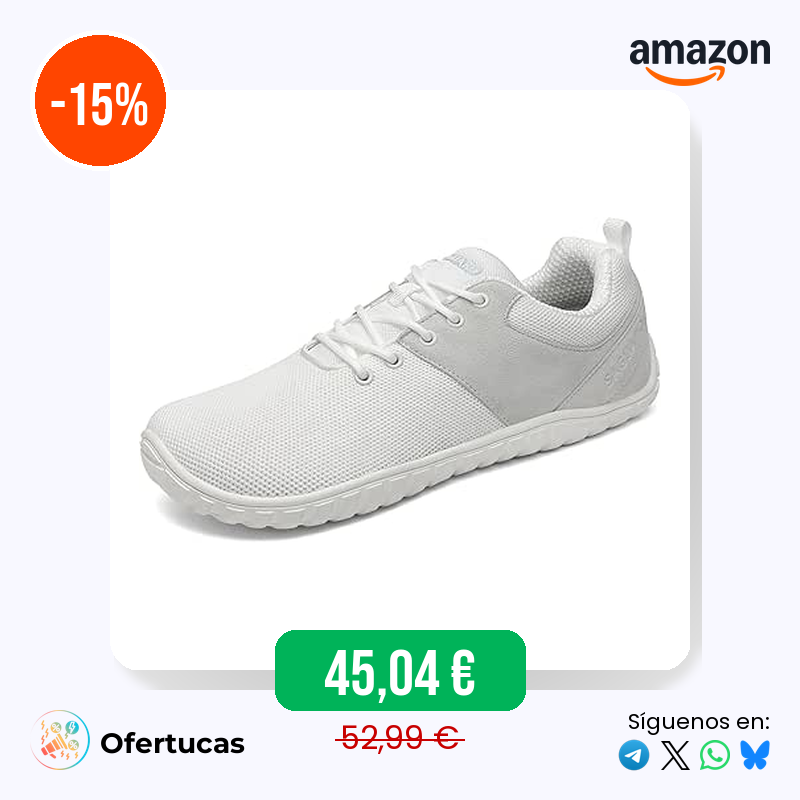 -15%
amazon
45,04 €
52,99 €
Ofertucas
Síguenos en: